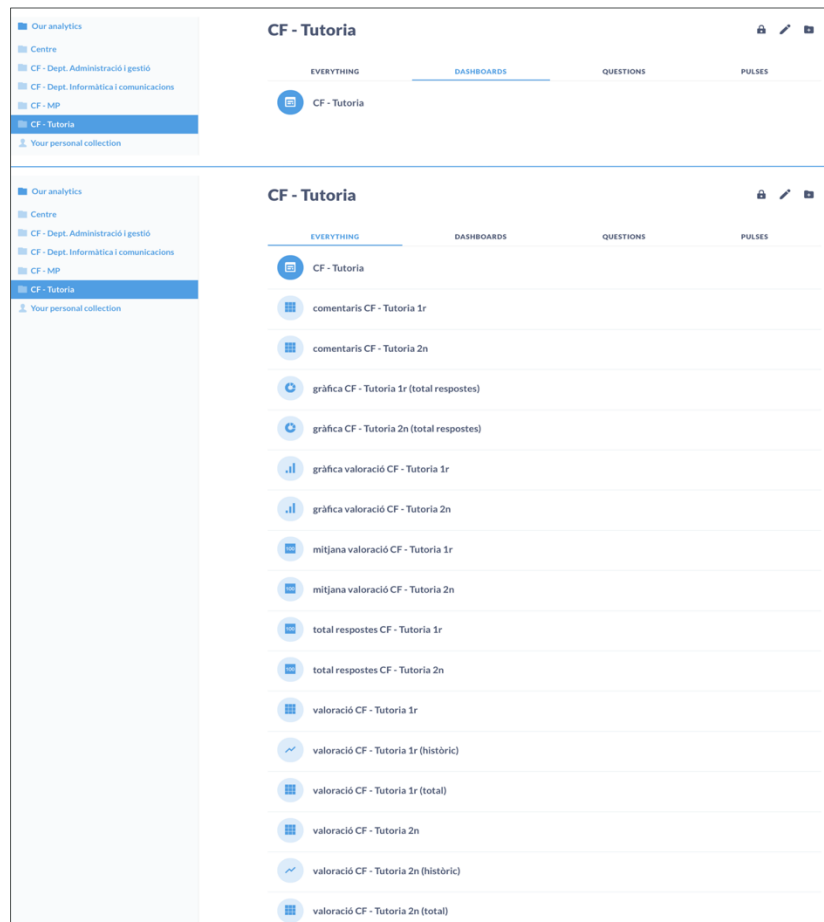 Our analytics
Centre
CF - Dept. Administració i gestió
CF - Dept. Informàtica i comunicacions
CF - MP
CF - Tutoria
Your personal collection
CF - Tutoria
EVERYTHING DASHBOARDS QUESTIONS PULSES
CF - Tutoria
Our analytics
Centre
CF - Dept. Administració i gestió
CF - Dept. Informàtica i comunicacions
CF - MP
CF - Tutoria
Your personal collection
CF - Tutoria
EVERYTHING DASHBOARDS QUESTIONS PULSES
CF - Tutoria
comentaris CF - Tutoria 1r
comentaris CF - Tutoria 2n
gràfica CF - Tutoria 1r (total respostes)
gràfica CF - Tutoria 2n (total respostes)
gràfica valoració CF - Tutoria 1r
gràfica valoració CF - Tutoria 2n
mitjana valoració CF - Tutoria 1r
mitjana valoració CF - Tutoria 2n
total respostes CF - Tutoria 1r
total respostes CF - Tutoria 2n
valoració CF - Tutoria 1r
valoració CF - Tutoria 1r (històric)
valoració CF - Tutoria 1r (total)
valoració CF - Tutoria 2n
valoració CF - Tutoria 2n (històric)
valoració CF - Tutoria 2n (total)